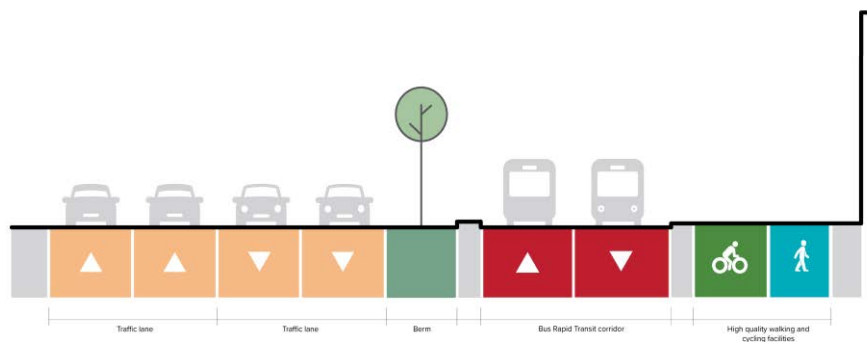 Traffic lane
Traffic lane
Berm
Bus Rapid Transit corridor
High quality walking and
cycling facilities